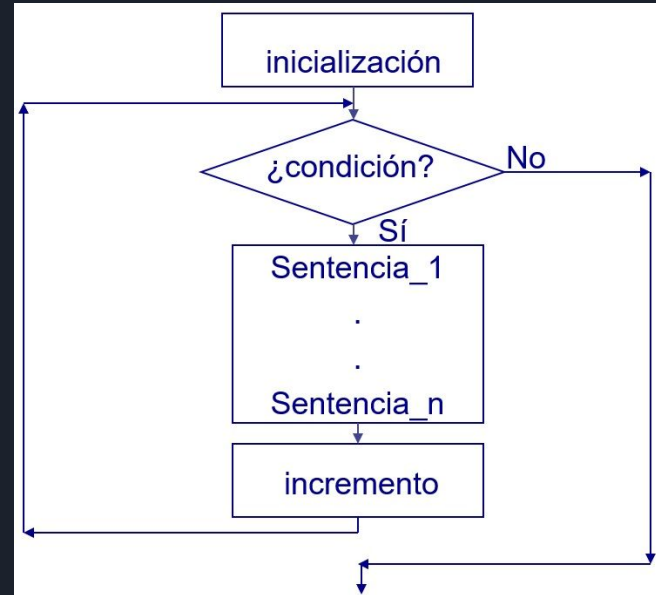 inicialización
¿condición?
No
Sí
Sentencia_1
.
.
Sentencia_n
incremento